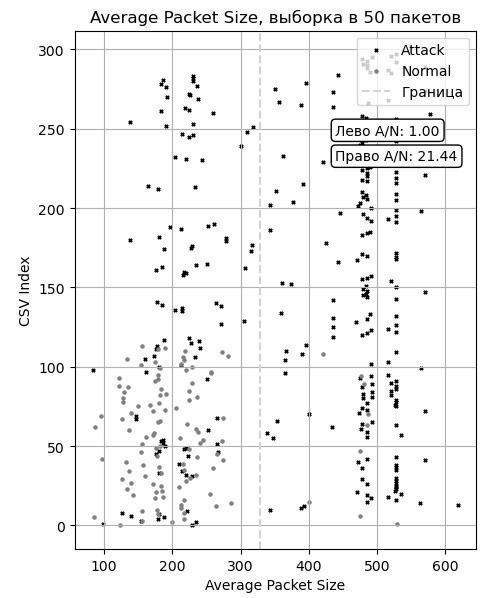 Average Packet Size, выборка в 50 пакетов
300
250
200
150
100
50
0
CSV Index
Attack
Normal
Граница
Лево A/N: 1.00
Право A/N: 21.44
100 200 300 400 500 600
Average Packet Size